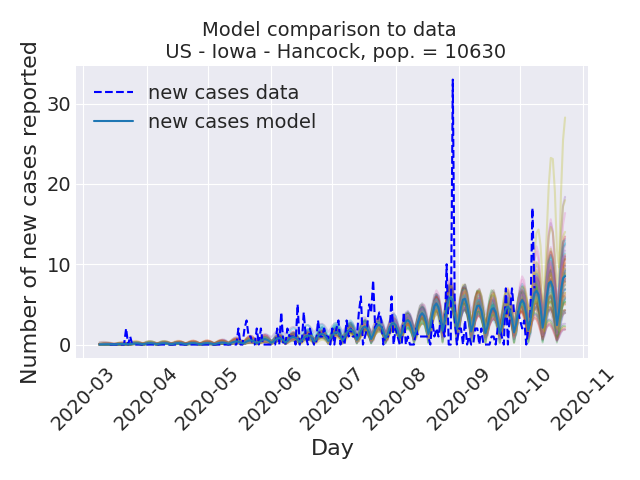 Model comparison to data
US - Iowa - Hancock, pop. = 10630
Number of new cases reported
30
20
10
0
new cases data
new cases model
2020-03
2020-04
2020-05
2020-06
2020-07
2020-08
2020-09
2020-10
2020-11
Day